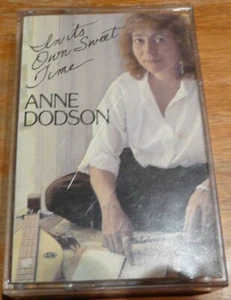 In its
Own Sweet
Time
ANNE
DODSON